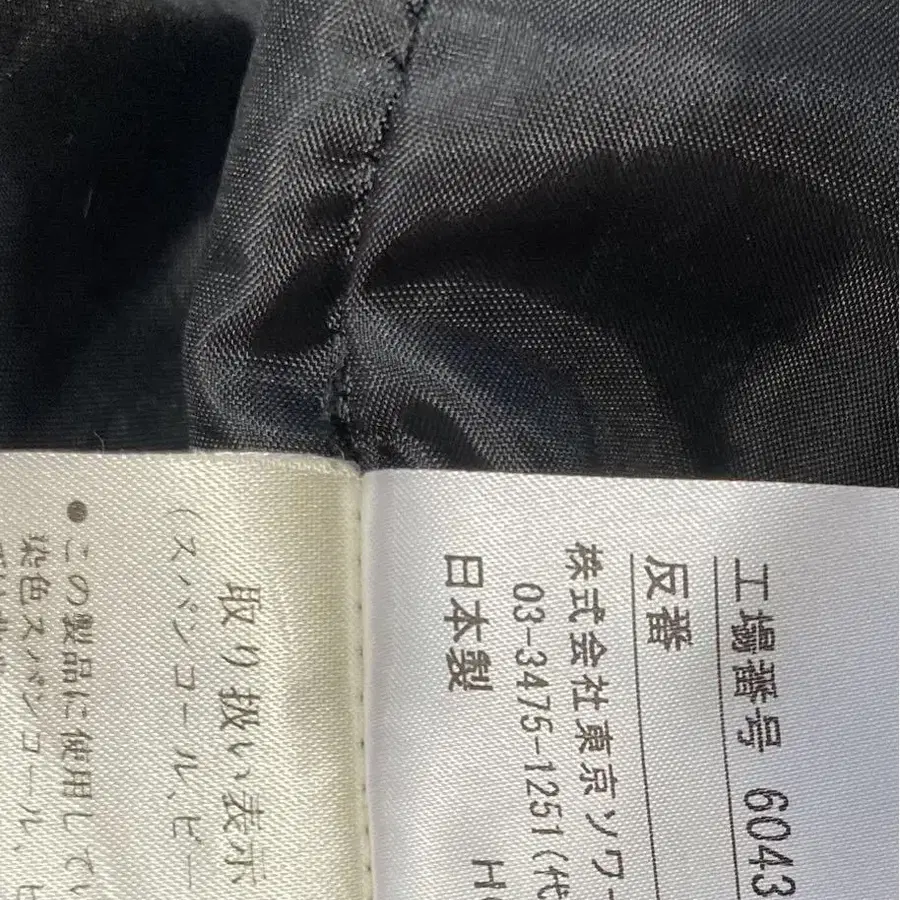 工場番号 6043
反番
株式会社東京ソワー
03-3475-1251(代
日本製 H
取り扱い表示
(スパンコール、ビー
●この製品に使用してい
染色スパンコール、ビ